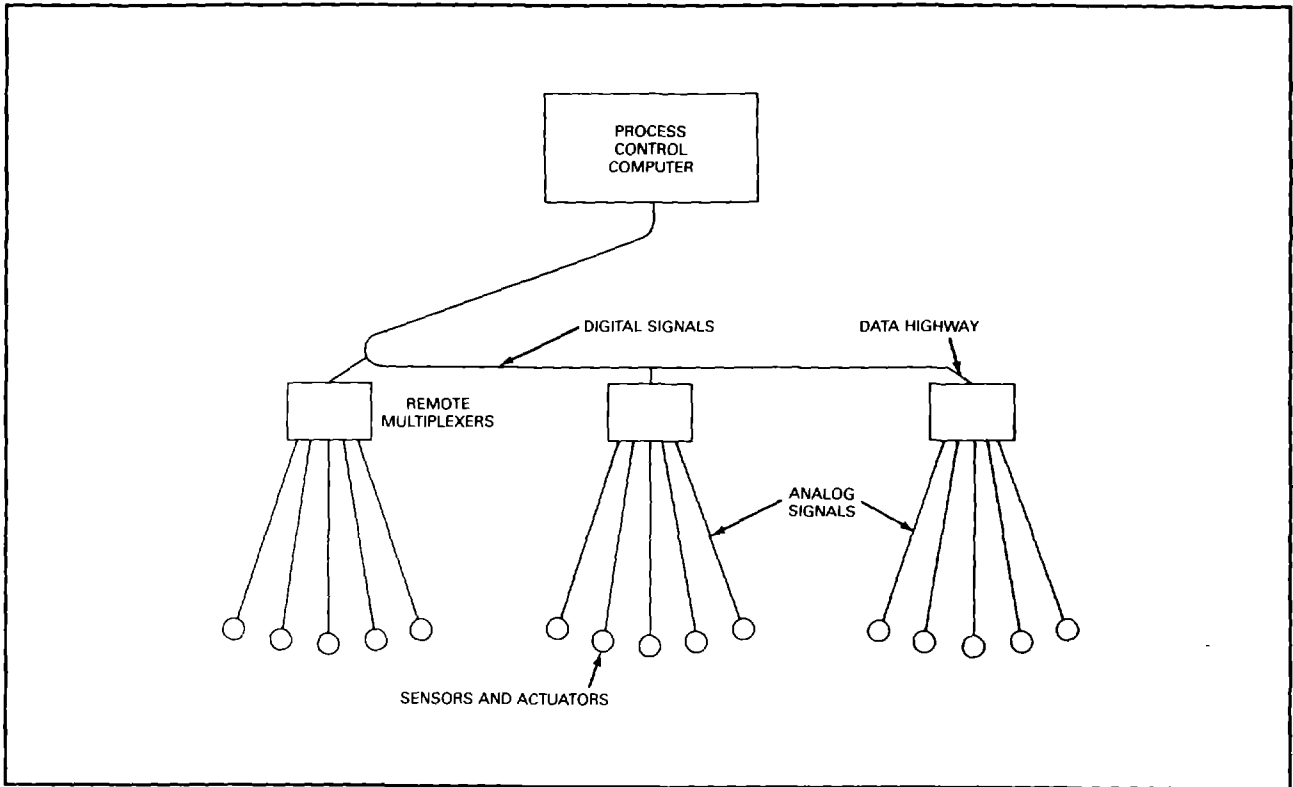 PROCESS
CONTROL
COMPUTER
DIGITAL SIGNALS
DATA HIGHWAY
REMOTE
MULTIPLEXERS
ANALOG
SIGNALS
SENSORS AND ACTUATORS